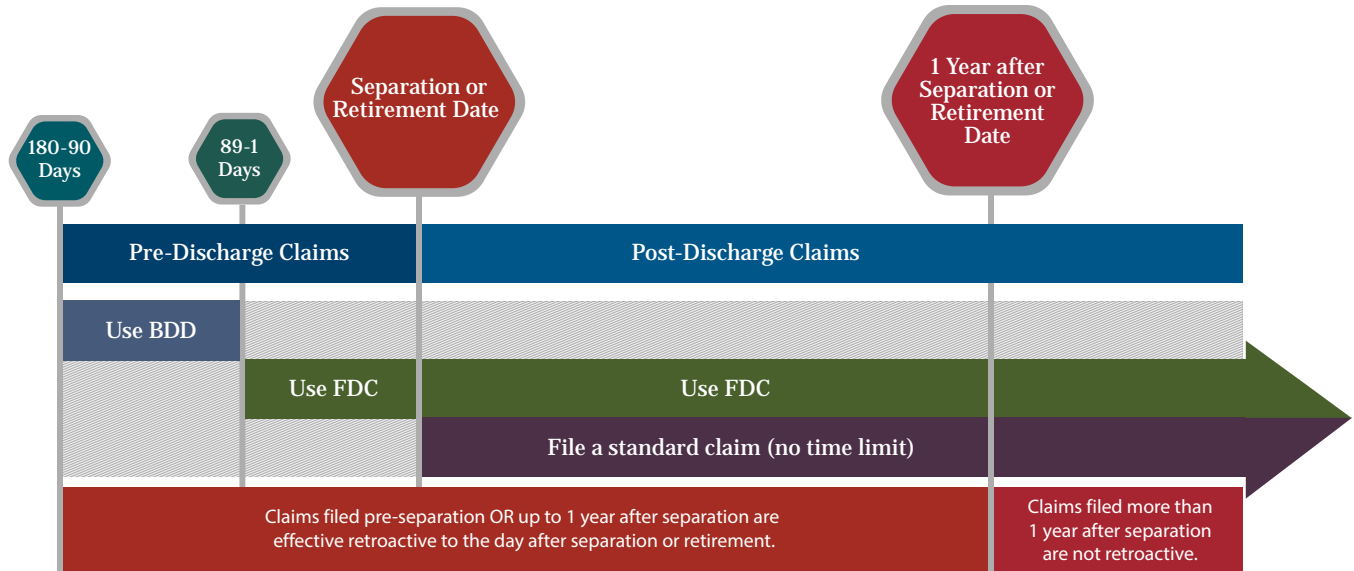 180-90
Days
89-1
Days
Separation or
Retirement Date
1 Year after
Separation or
Retirement
Date
Pre-Discharge Claims
Post-Discharge Claims
Use BDD
Use FDC
Use FDC
File a standard claim (no time limit)
Claims filed pre-separation OR up to 1 year after separation are
effective retroactive to the day after separation or retirement.
Claims filed more than
1 year after separation
are not retroactive.